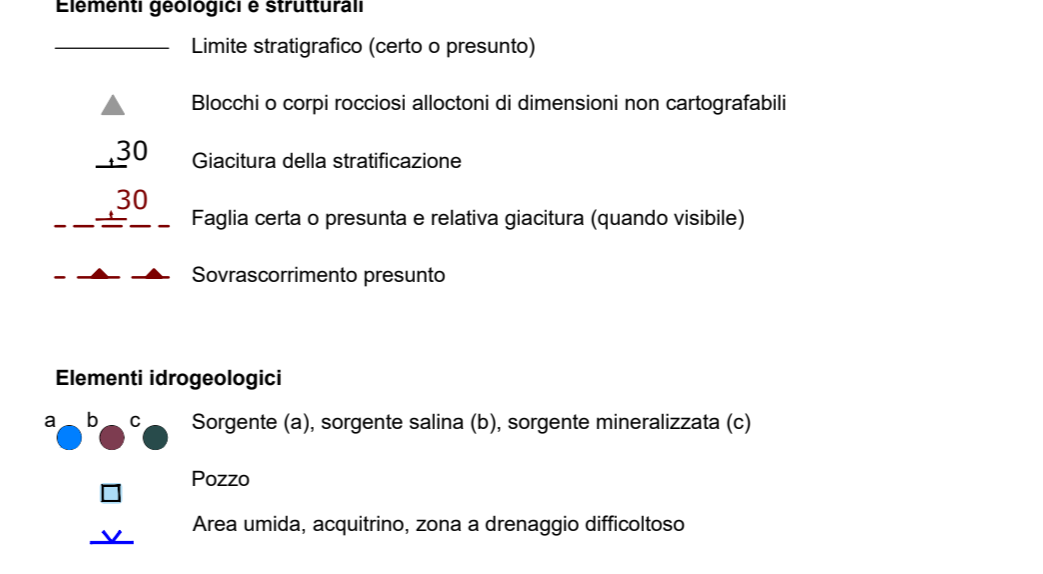 Elementi geologici e strutturali
Limite stratigrafico (certo o presunto)
Blocchi o corpi rocciosi alloctoni di dimensioni non cartografabili
30
Giacitura della stratificazione
30
Faglia certa o presunta e relativa giacitura (quando visibile)
Sovrascorrimento presunto
Elementi idrogeologici
a b c Sorgente (a), sorgente salina (b), sorgente mineralizzata (c)
Pozzo
Area umida, acquitrino, zona a drenaggio difficoltoso